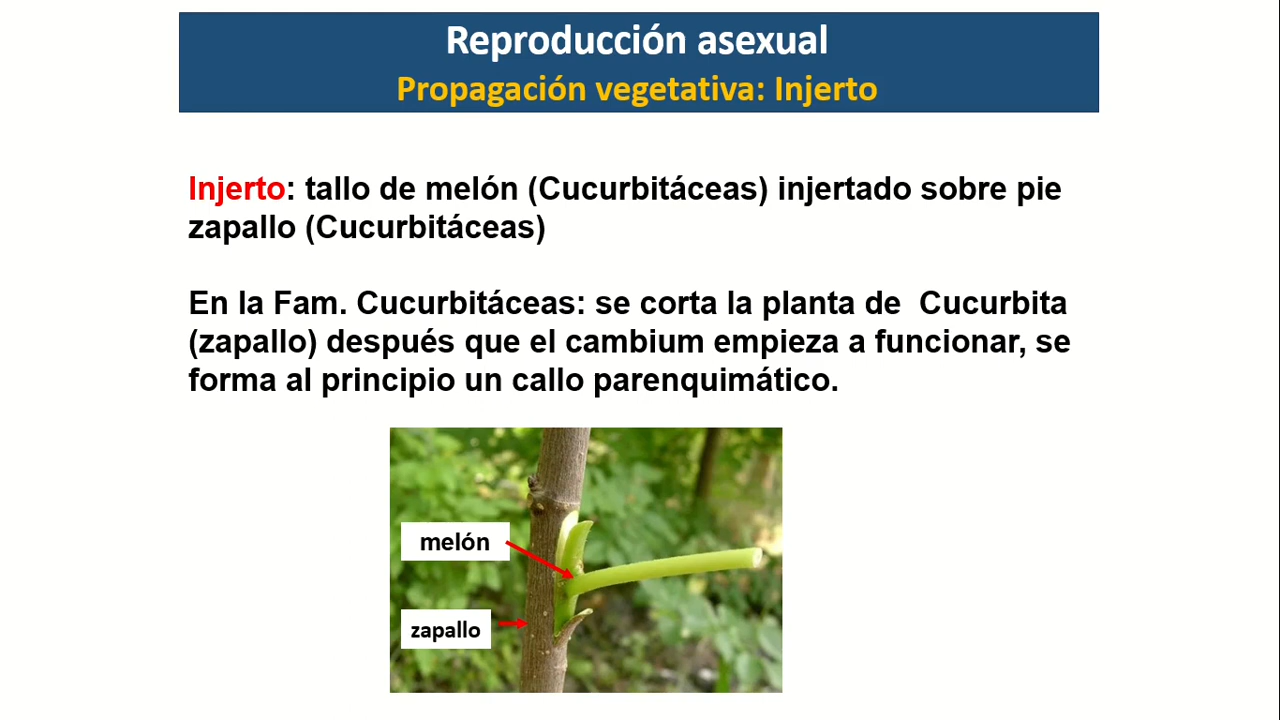 Reproducción asexual
Propagación vegetativa: Injerto
Injerto: tallo de melón (Cucurbitáceas) injertado sobre pie
zapallo (Cucurbitáceas)
En la Fam. Cucurbitáceas: se corta la planta de  Cucurbita
(zapallo) después que el cambium empieza a funcionar, se
forma al principio un callo parenquimático.
melón
zapallo